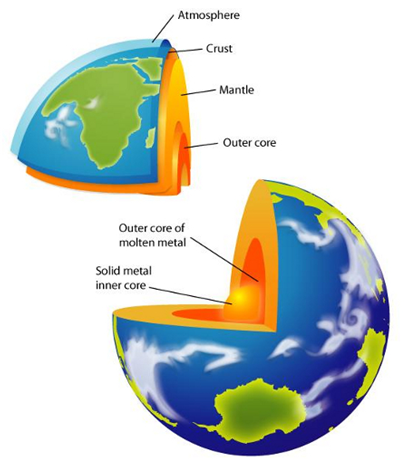 Atmosphere
Crust
Mantle
Outer core
Outer core of
molten metal
Solid metal
inner core